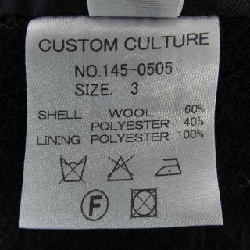 CUSTOM CULTURE
NO.145-0505
SIZE. 3
SHELL WOOL 60%
POLYESTER 40%
LINING POLYESTER 100%
F